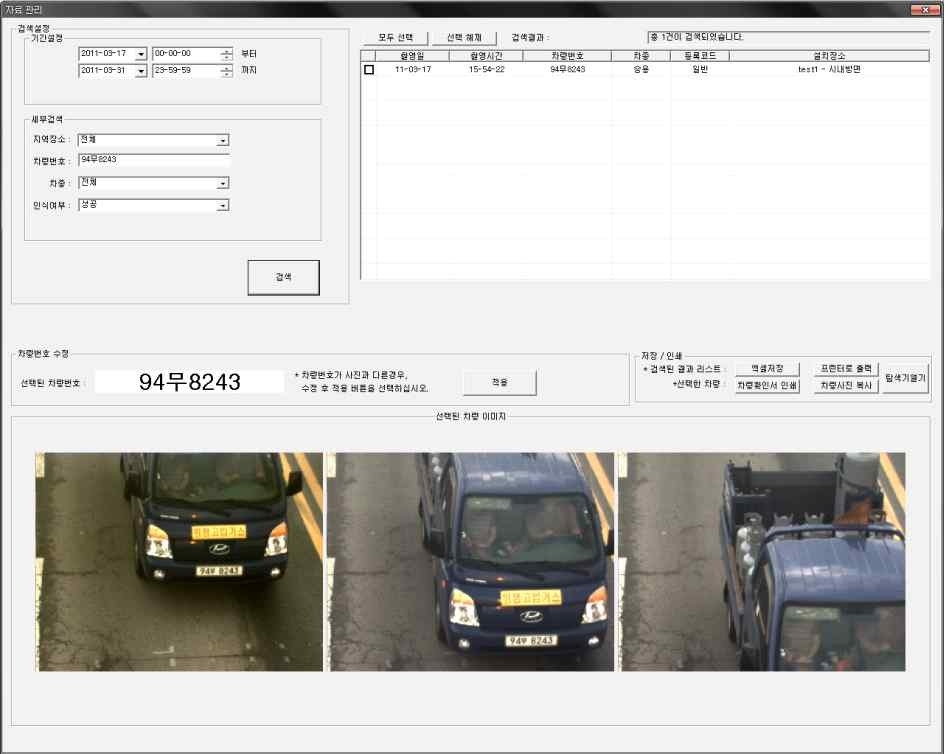 자료 관리
검색설정
기간설정
2011-03-17 00-00-00 부터
2011-03-31 23-59-59 까지
세부검색
지역장소 : 전체
차량번호 : 94무8243
차종 : 전체
인식여부 : 성공
검색
모두 선택 선택 해제 검색결과 : 총 1건이 검색되었습니다.
촬영일 촬영시간 차량번호 차종 등록코드 설치장소
11-03-17 15-54-22 94무8243 승용 일반 test1 - 시내방면
차량번호 수정
선택된 차량번호 : 94무8243
* 차량번호가 사진과 다른경우,
수정 후 적용 버튼을 선택하십시오.
적용
저장 / 인쇄
* 검색된 결과 리스트 : 엑셀저장 프린터로 출력
*선택한 차량 : 차량확인서 인쇄 차량사진 복사
탐색기열기
선택된 차량 이미지
위험고압가스
94무 8243
위험고압가스
94무 8243